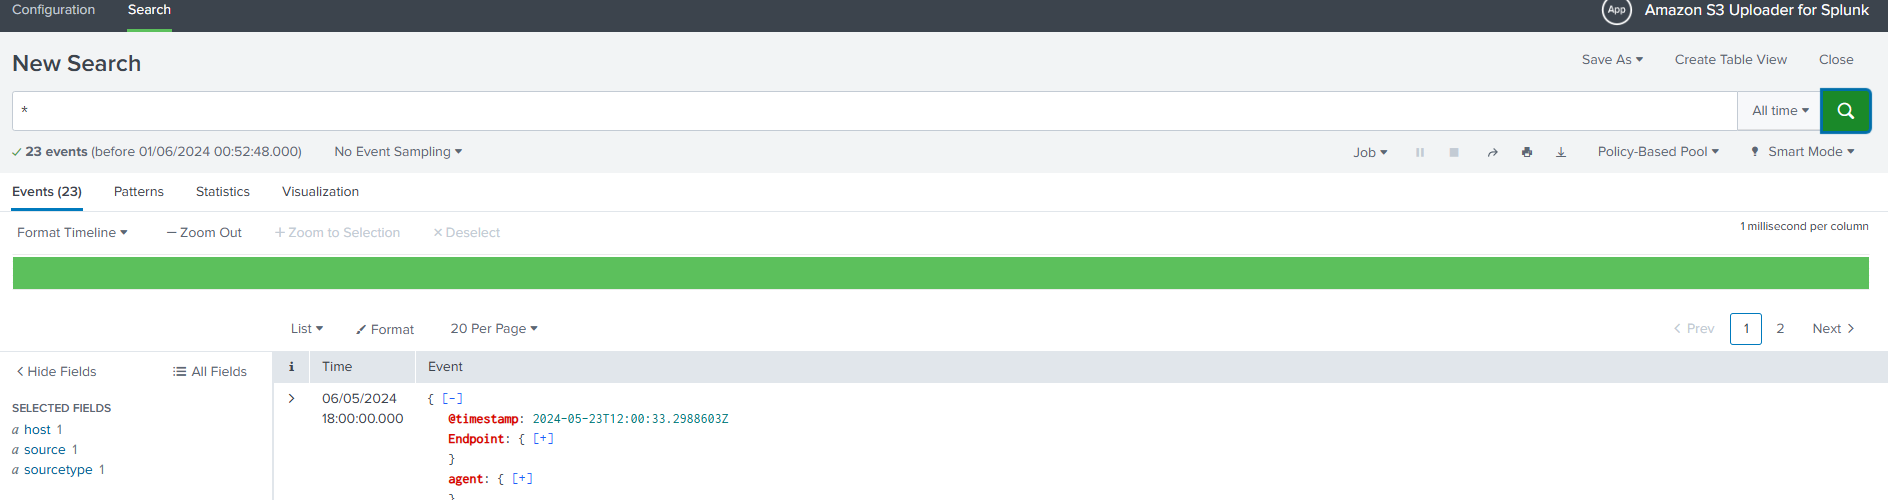 Configuration Search App Amazon S3 Uploader for Splunk
New Search Save As Create Table View Close
* All time
23 events (before 01/06/2024 00:52:48.000) No Event Sampling Job Policy-Based Pool Smart Mode
Events (23) Patterns Statistics Visualization
Format Timeline — Zoom Out + Zoom to Selection × Deselect 1 millisecond per column
List Format 20 Per Page < Prev 1 2 Next >
< Hide Fields All Fields i Time Event
SELECTED FIELDS
a host 1
a source 1
a sourcetype 1
> 06/05/2024
18:00:00.000
{ [-]
@timestamp: 2024-05-23T12:00:33.2988603Z
Endpoint: { [+]
}
agent: { [+]
}